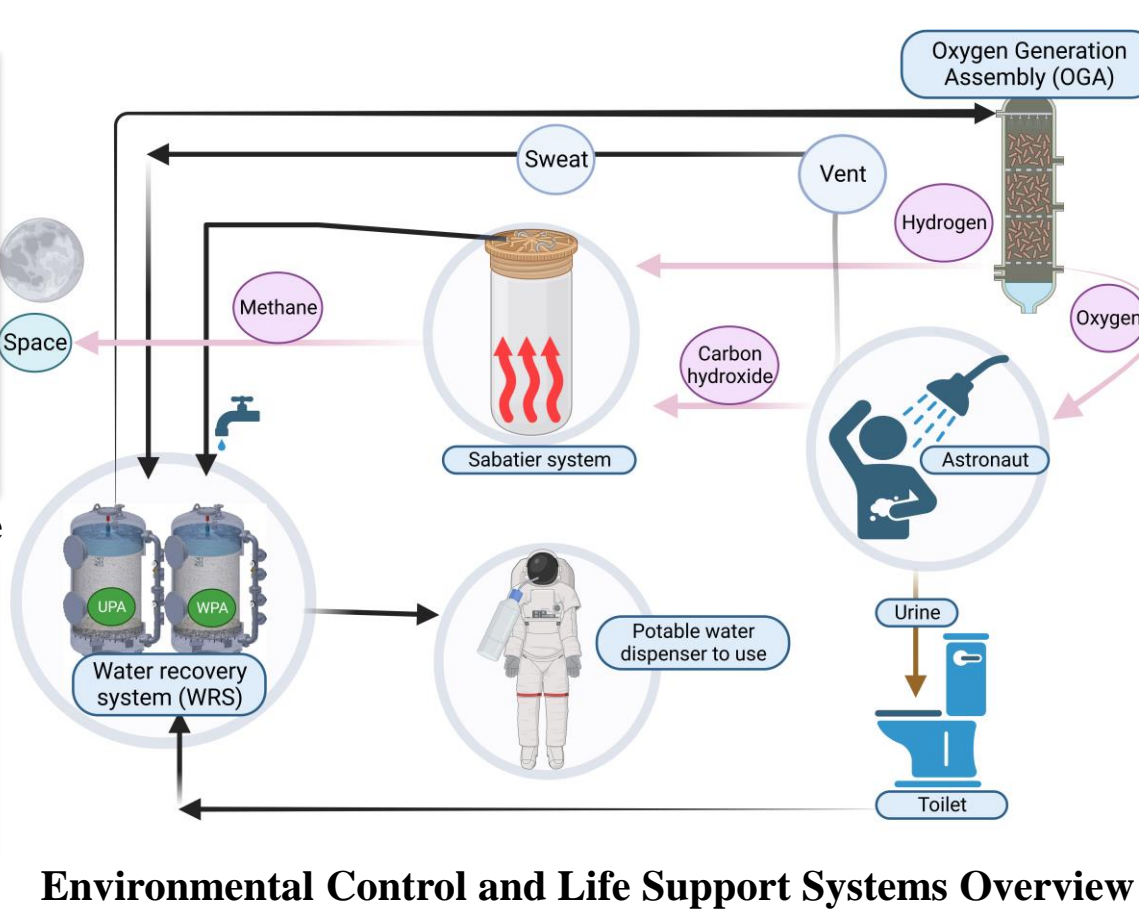 Oxygen Generation
Assembly (OGA)
Sweat
Vent
Hydrogen
Methane
Space
Oxygen
Carbon
hydroxide
Sabatier system
Astronaut
UPA
WPA
Water recovery
system (WRS)
Potable water
dispenser to use
Urine
Toilet
Environmental Control and Life Support Systems Overview